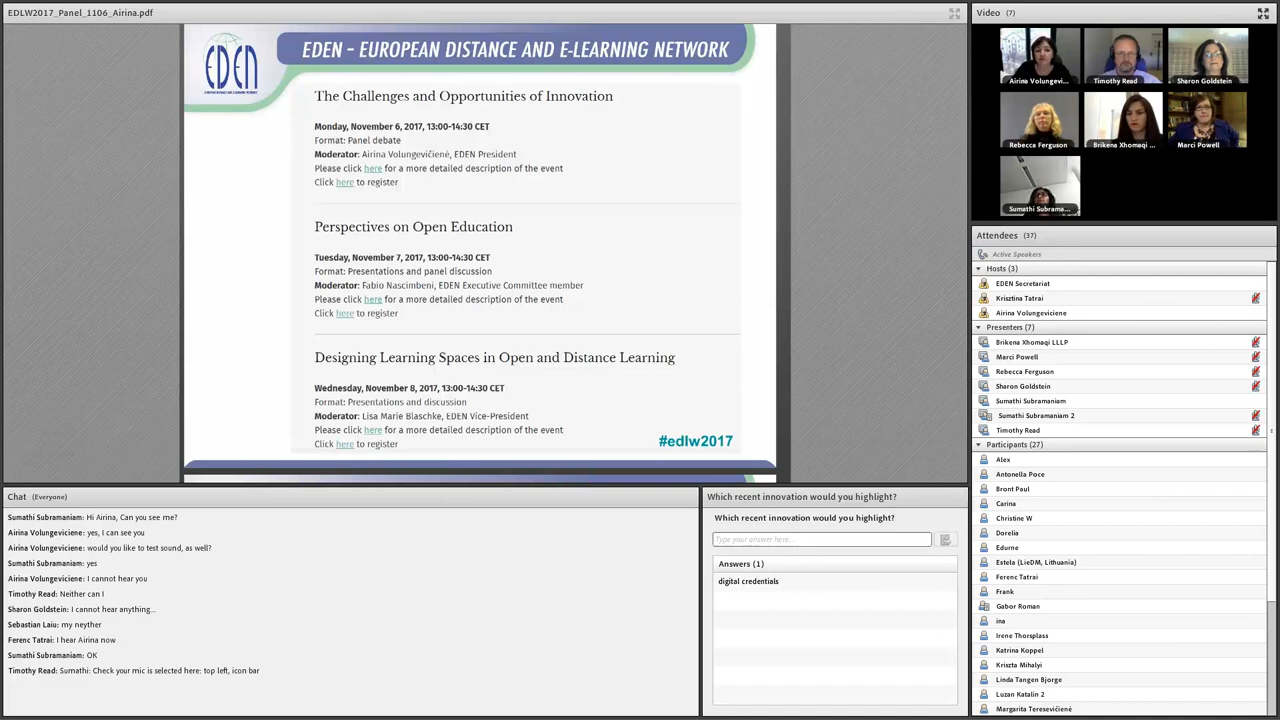 EDLW2017_Panel_1106_Airina.pdf
EDEN
EDEN - EUROPEAN DISTANCE AND E-LEARNING NETWORK
The Challenges and Opportunities of Innovation
Monday, November 6, 2017, 13:00-14:30 CET
Format: Panel debate
Moderator: Airina Volungevičienė, EDEN President
Please click here for a more detailed description of the event
Click here to register
Perspectives on Open Education
Tuesday, November 7, 2017, 13:00-14:30 CET
Format: Presentations and panel discussion
Moderator: Fabio Nascimbeni, EDEN Executive Committee member
Please click here for a more detailed description of the event
Click here to register
Designing Learning Spaces in Open and Distance Learning
Wednesday, November 8, 2017, 13:00-14:30 CET
Format: Presentations and discussion
Moderator: Lisa Marie Blaschke, EDEN Vice-President
Please click here for a more detailed description of the event
Click here to register
#edlw2017
Video (7)
Airina Volungevi...
Timothy Read
Sharon Goldstein
Rebecca Ferguson
Brikena Xhomaqi ...
Marci Powell
Sumathi Subrama...
Attendees (37)
Active Speakers
Hosts (3)
EDEN Secretariat
Krisztina Tatrai
Airina Volungeviciene
Presenters (7)
Brikena Xhomaqi LLLP
Marci Powell
Rebecca Ferguson
Sharon Goldstein
Sumathi Subramaniam
Sumathi Subramaniam 2
Timothy Read
Participants (27)
Alex
Antonella Poce
Bront Paul
Carina
Christine W
Dorelia
Edurne
Estela (LieDM, Lithuania)
Ferenc Tatrai
Frank
Gabor Roman
ina
Irene Thorsplass
Katrina Koppel
Kriszta Mihalyi
Linda Tangen Bjorge
Luzan Katalin 2
Margarita Teresevičienė
Chat (Everyone)
Sumathi Subramaniam: Hi Airina, Can you see me?
Airina Volungeviciene: yes, I can see you
Airina Volungeviciene: would you like to test sound, as well?
Sumathi Subramaniam: yes
Airina Volungeviciene: I cannot hear you
Timothy Read: Neither can I
Sharon Goldstein: I cannot hear anything...
Sebastian Laiu: my neyther
Ferenc Tatrai: I hear Airina now
Sumathi Subramaniam: OK
Timothy Read: Sumathi: Check your mic is selected here: top left, icon bar
Which recent innovation would you highlight?
Which recent innovation would you highlight?
Type your answer here...
Answers (1)
digital credentials